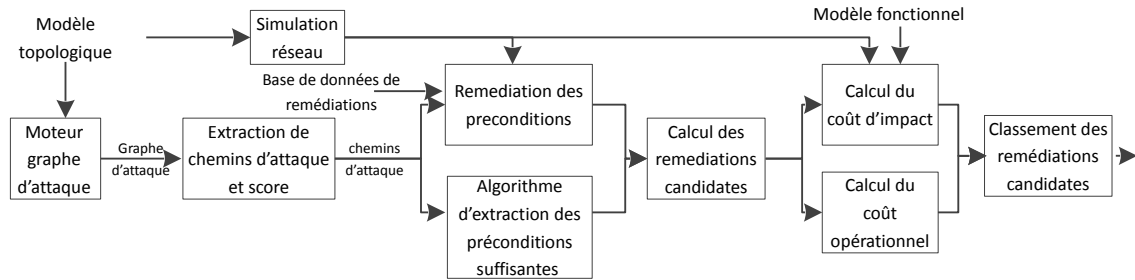 Modèle
topologique
Simulation
réseau
Modèle fonctionnel
Base de données de
remédiations
Remediation des
preconditions
Calcul du
coût d'impact
Moteur
graphe
d'attaque
Graphe
d'attaque
Extraction de
chemins d'attaque
et score
chemins
d'attaque
Calcul des
remediations
candidates
Classement des
remédiations
candidates
Algorithme
d'extraction des
préconditions
suffisantes
Calcul du
coût
opérationnel